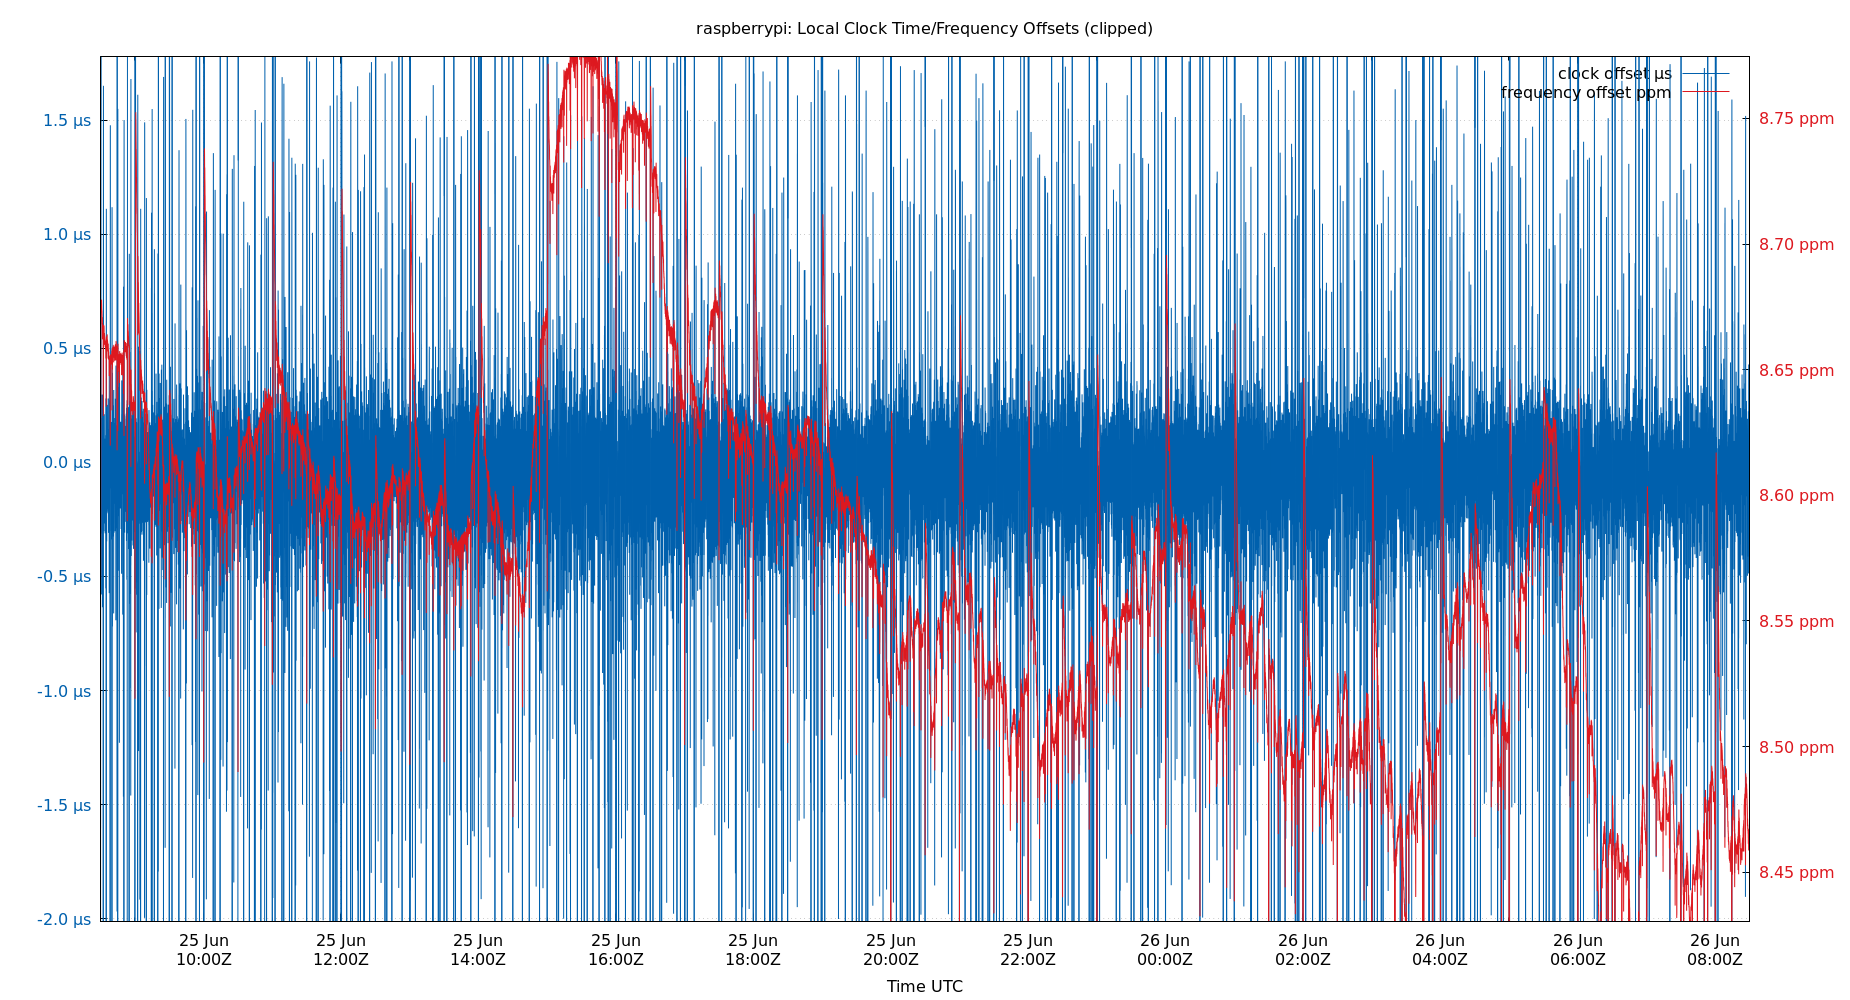 raspberrypi: Local Clock Time/Frequency Offsets (clipped)
clock offset µs
frequency offset ppm
1.5 µs
1.0 µs
0.5 µs
0.0 µs
-0.5 µs
-1.0 µs
-1.5 µs
-2.0 µs
8.75 ppm
8.70 ppm
8.65 ppm
8.60 ppm
8.55 ppm
8.50 ppm
8.45 ppm
25 Jun
10:00Z
25 Jun
12:00Z
25 Jun
14:00Z
25 Jun
16:00Z
25 Jun
18:00Z
25 Jun
20:00Z
25 Jun
22:00Z
26 Jun
00:00Z
26 Jun
02:00Z
26 Jun
04:00Z
26 Jun
06:00Z
26 Jun
08:00Z
Time UTC